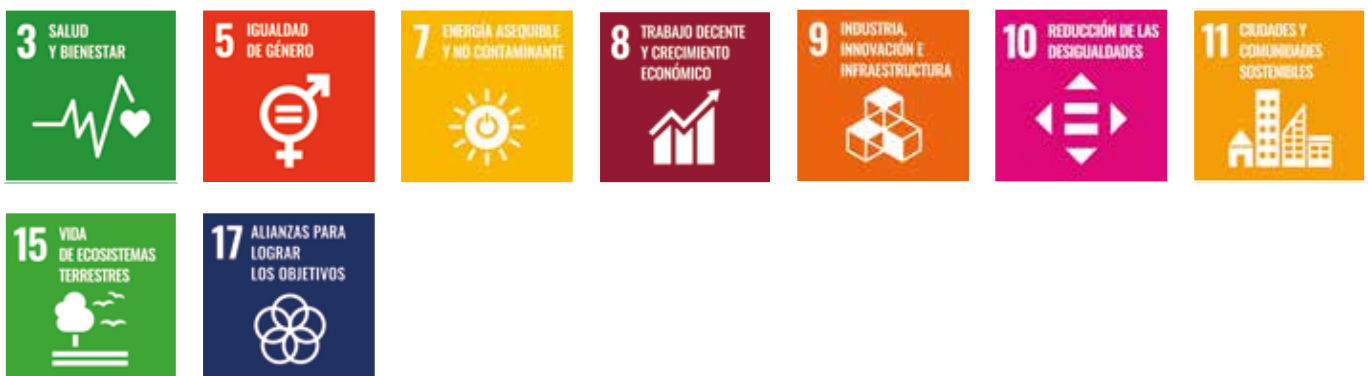 3 SALUD
Y BIENESTAR
5 IGUALDAD
DE GÉNERO
7 ENERGÍA ASEQUIBLE
Y NO CONTAMINANTE
8 TRABAJO DECENTE
Y CRECIMIENTO
ECONÓMICO
9 INDUSTRIA,
INNOVACIÓN E
INFRAESTRUCTURA
10 REDUCCIÓN DE LAS
DESIGUALDADES
11 CIUDADES Y
COMUNIDADES
SOSTENIBLES
15 VIDA
DE ECOSISTEMAS
TERRESTRES
17 ALIANZAS PARA
LOGRAR
LOS OBJETIVOS